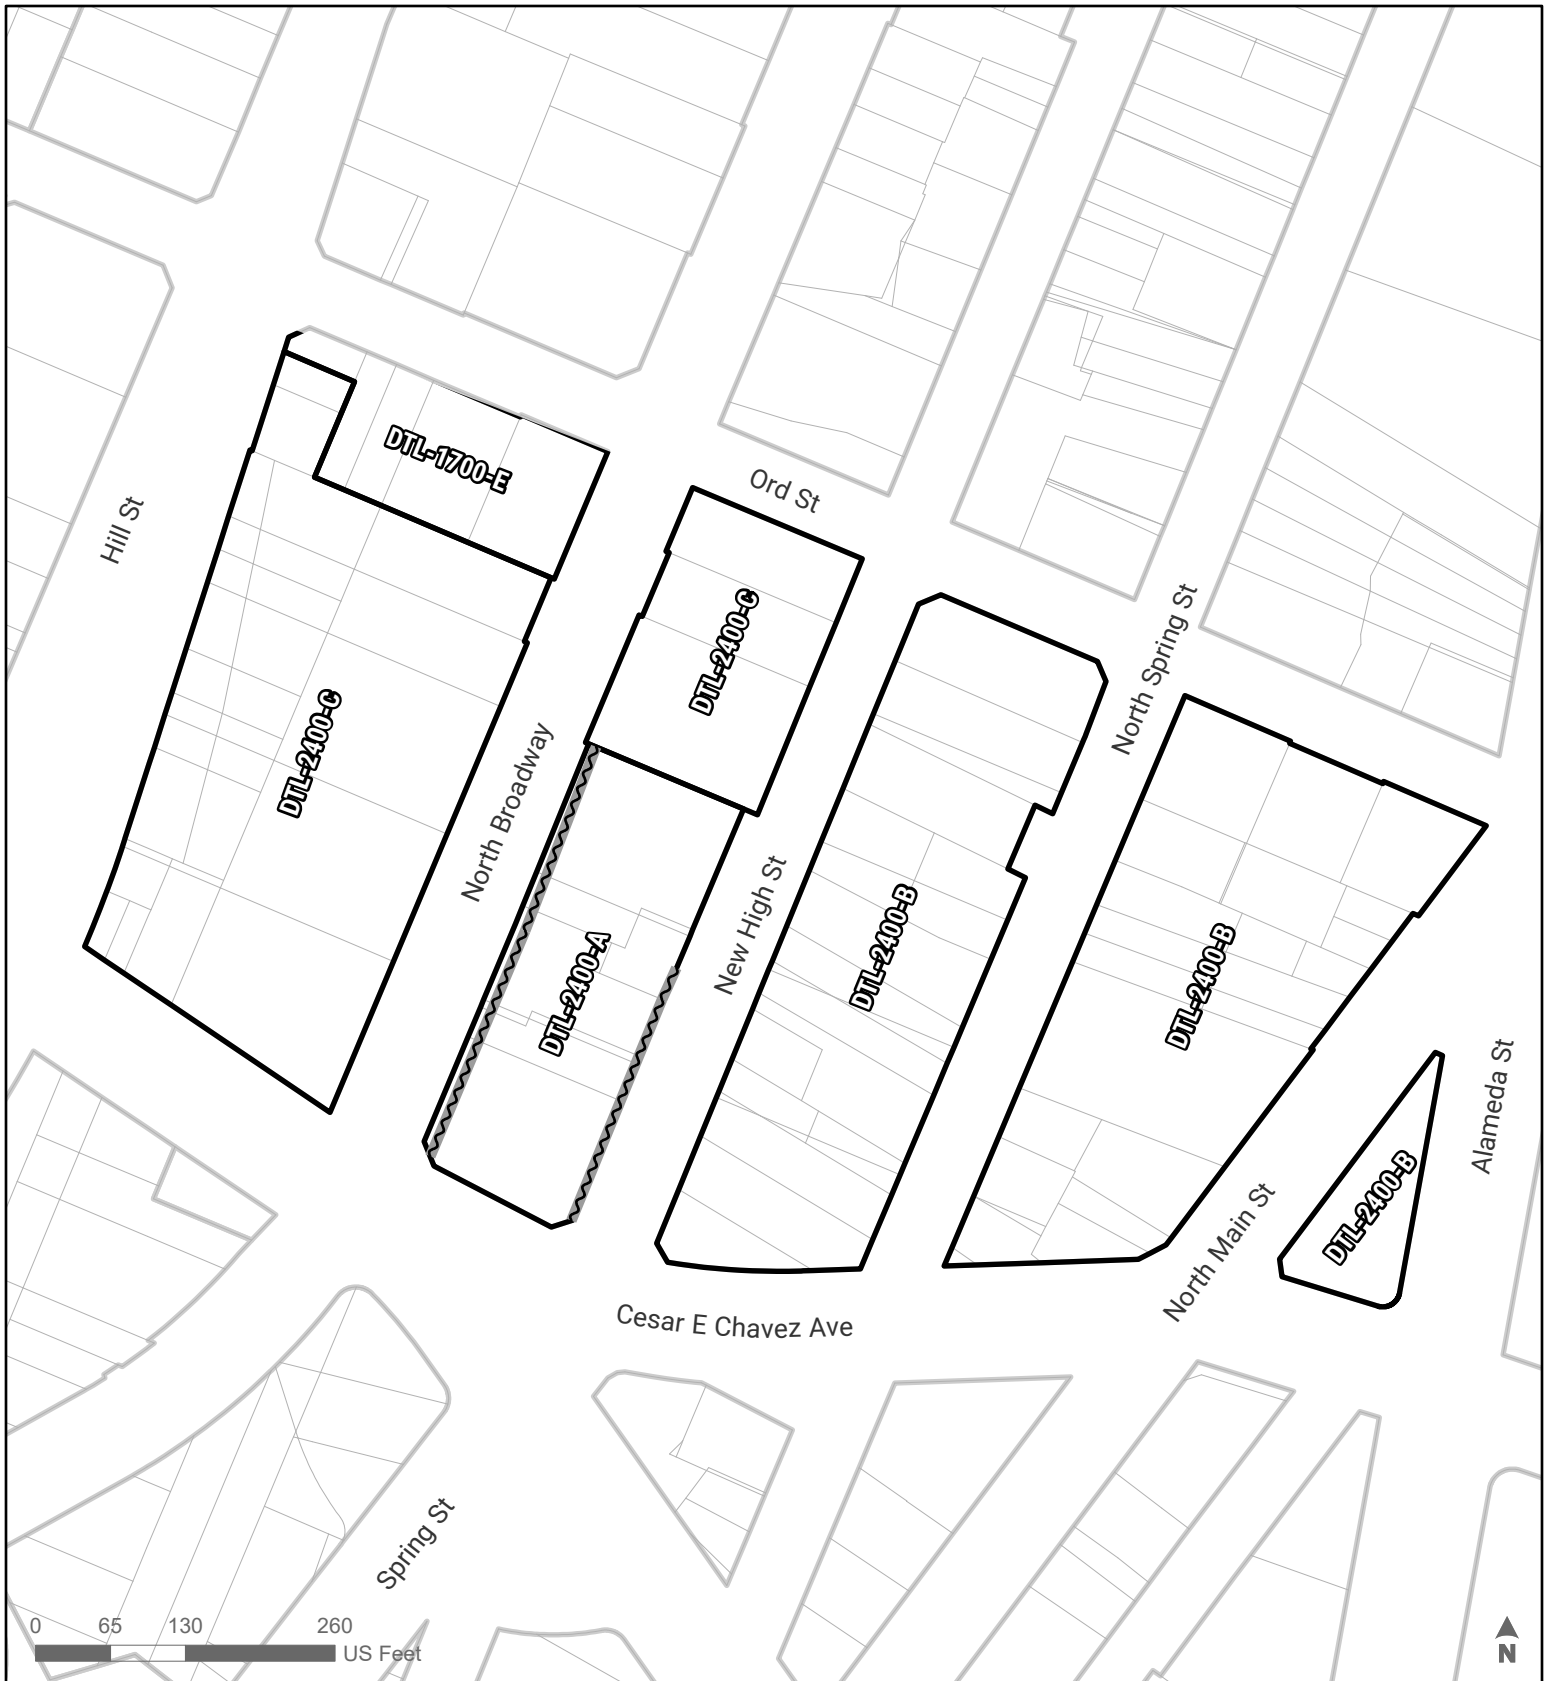 DTL-1700-E
Ord St
Hill St
DTL-2400-C
DTL-2400-C
North Spring St
North Broadway
New High St
DTL-2400-B
DTL-2400-A
DTL-2400-B
Alameda St
DTL-2400-B
North Main St
Cesar E Chavez Ave
Spring St
0 65 130 260
US Feet
N